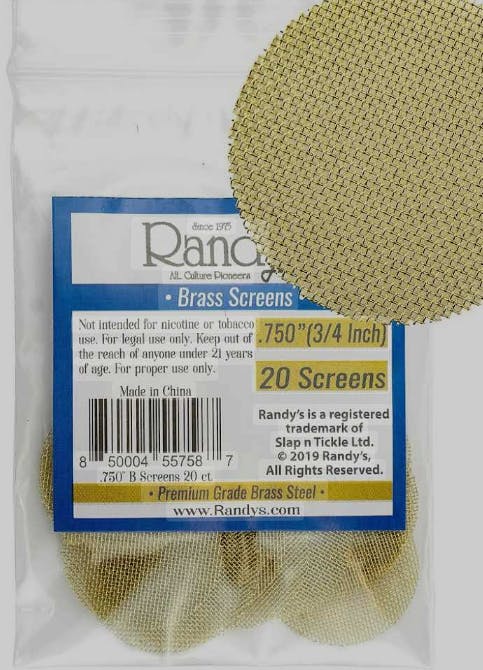 Since 1975
Randy
ALL Culture Pioneers
• Brass Screens •
Not intended for nicotine or tobacco
use. For legal use only. Keep out of
the reach of anyone under 21 years
of age. For proper use only.
.750"(3/4 Inch)
20 Screens
Made in China
8 50004 55758 7
.750" B Screens 20 ct.
Randy's is a registered
trademark of
Slap n Tickle Ltd.
© 2019 Randy's,
All Rights Reserved.
• Premium Grade Brass Steel •
www.Randys.com